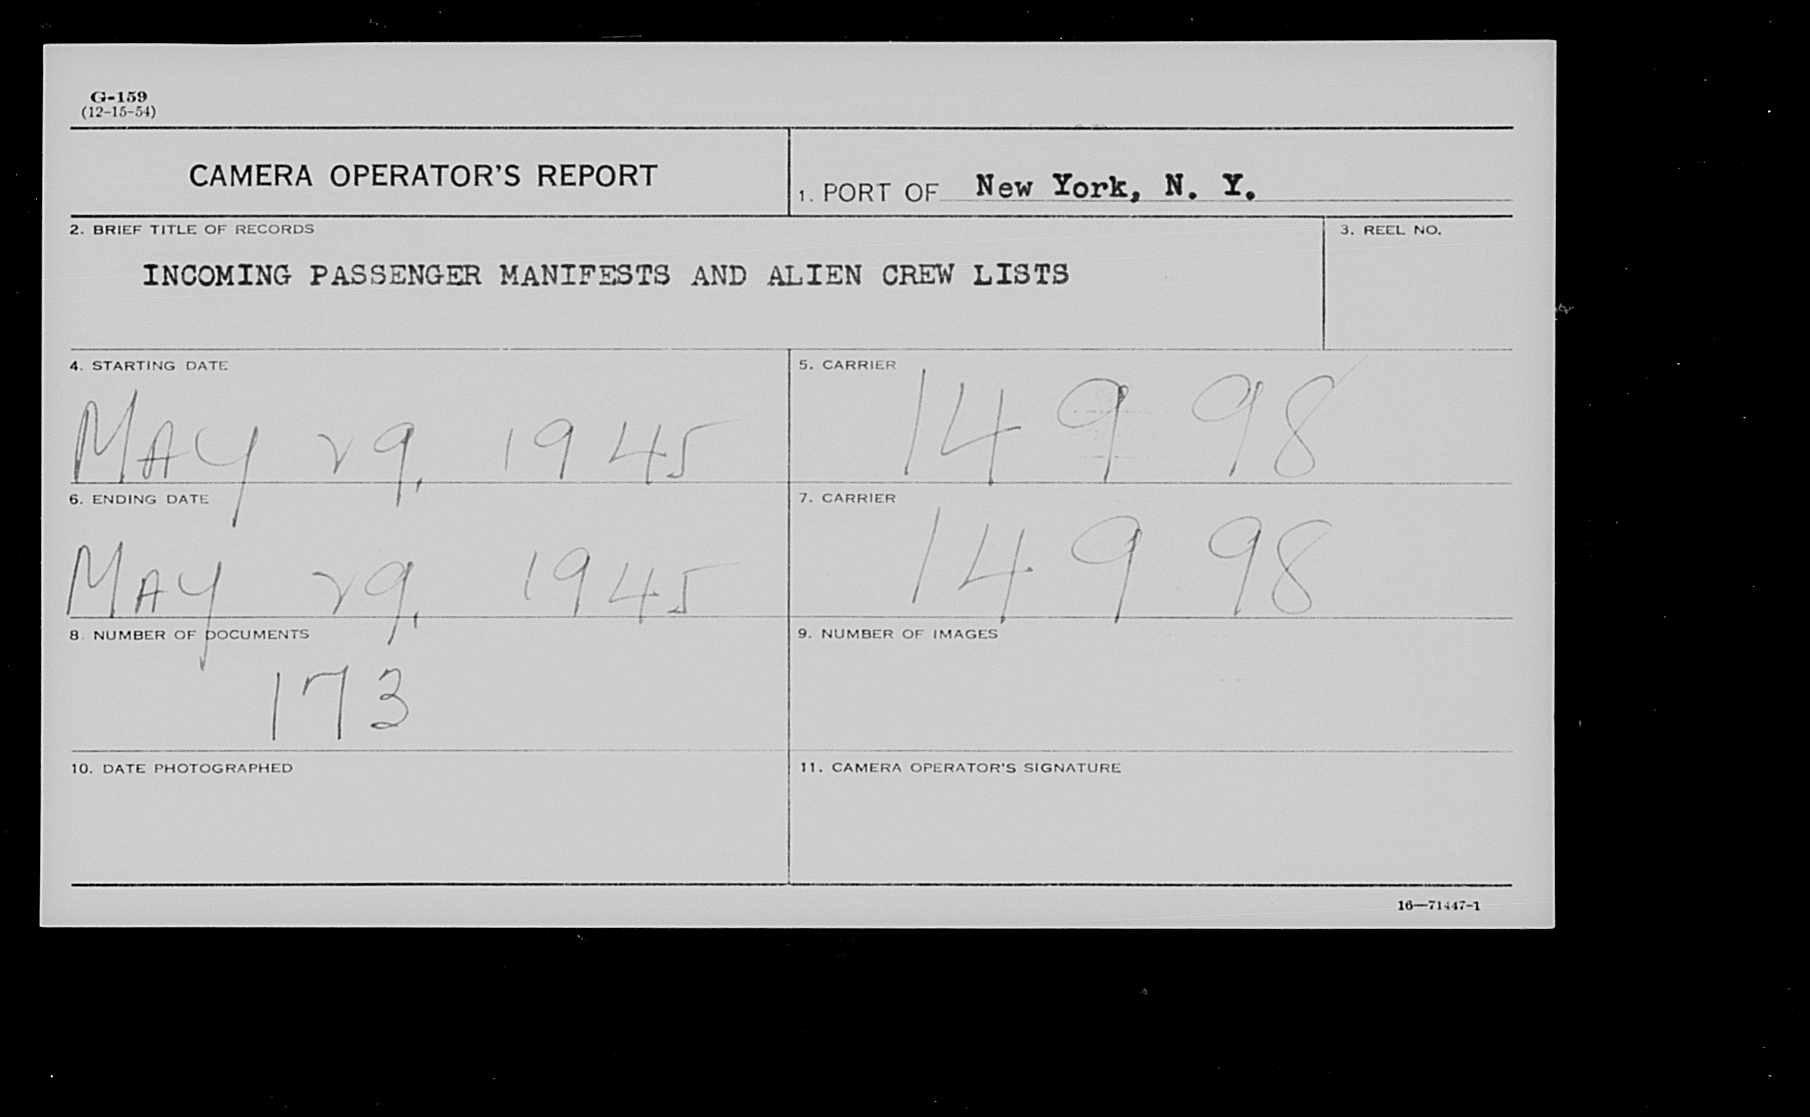 G-159
(12-15-54)
CAMERA OPERATOR'S REPORT
1. PORT OF New York, N. Y.
2. BRIEF TITLE OF RECORDS
3. REEL NO.
INCOMING PASSENGER MANIFESTS AND ALIEN CREW LISTS
4. STARTING DATE
5. CARRIER
MAY 29, 1945
14998
6. ENDING DATE
7. CARRIER
MAY 29, 1945
14998
8. NUMBER OF DOCUMENTS
9. NUMBER OF IMAGES
173
10. DATE PHOTOGRAPHED
11. CAMERA OPERATOR'S SIGNATURE
16—71447-1